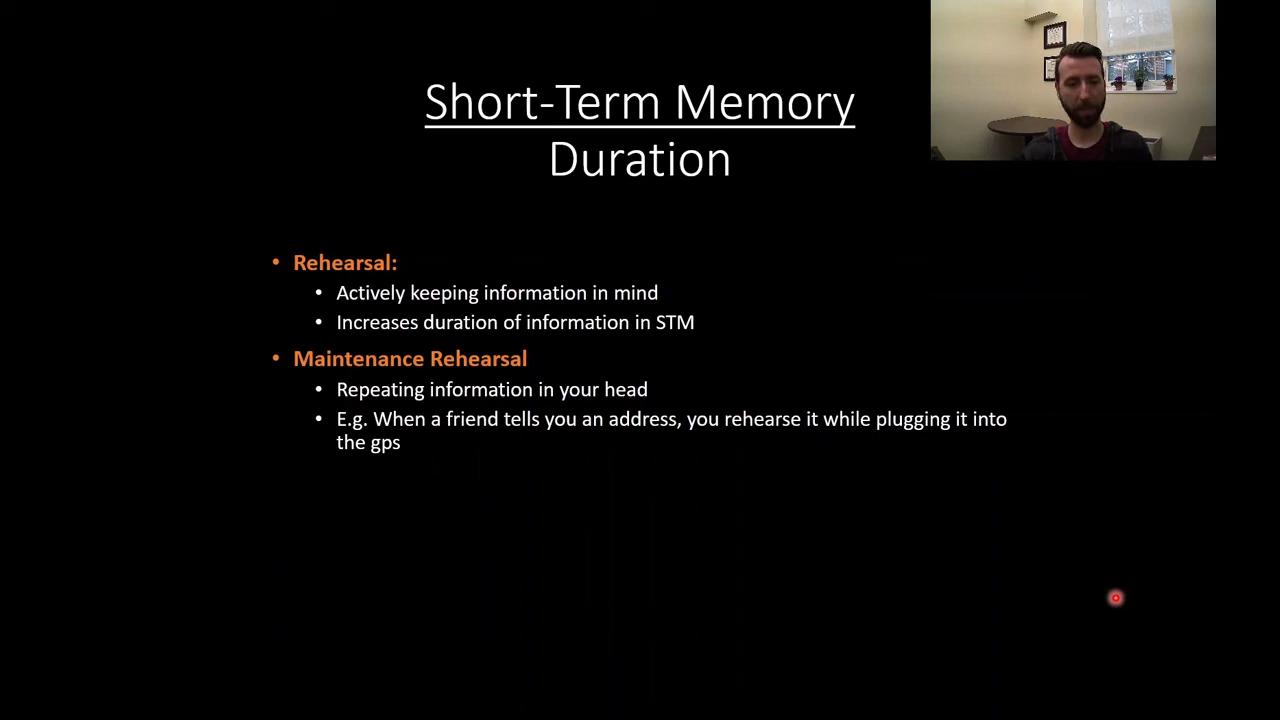 Short-Term Memory
Duration
• Rehearsal:
• Actively keeping information in mind
• Increases duration of information in STM
• Maintenance Rehearsal
• Repeating information in your head
• E.g. When a friend tells you an address, you rehearse it while plugging it into
the gps